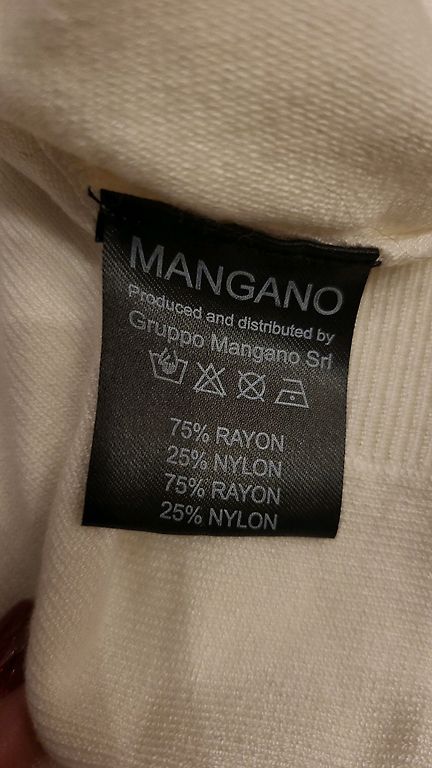 MANGANO
Produced and distributed by
Gruppo Mangano Srl
75% RAYON
25% NYLON
75% RAYON
25% NYLON